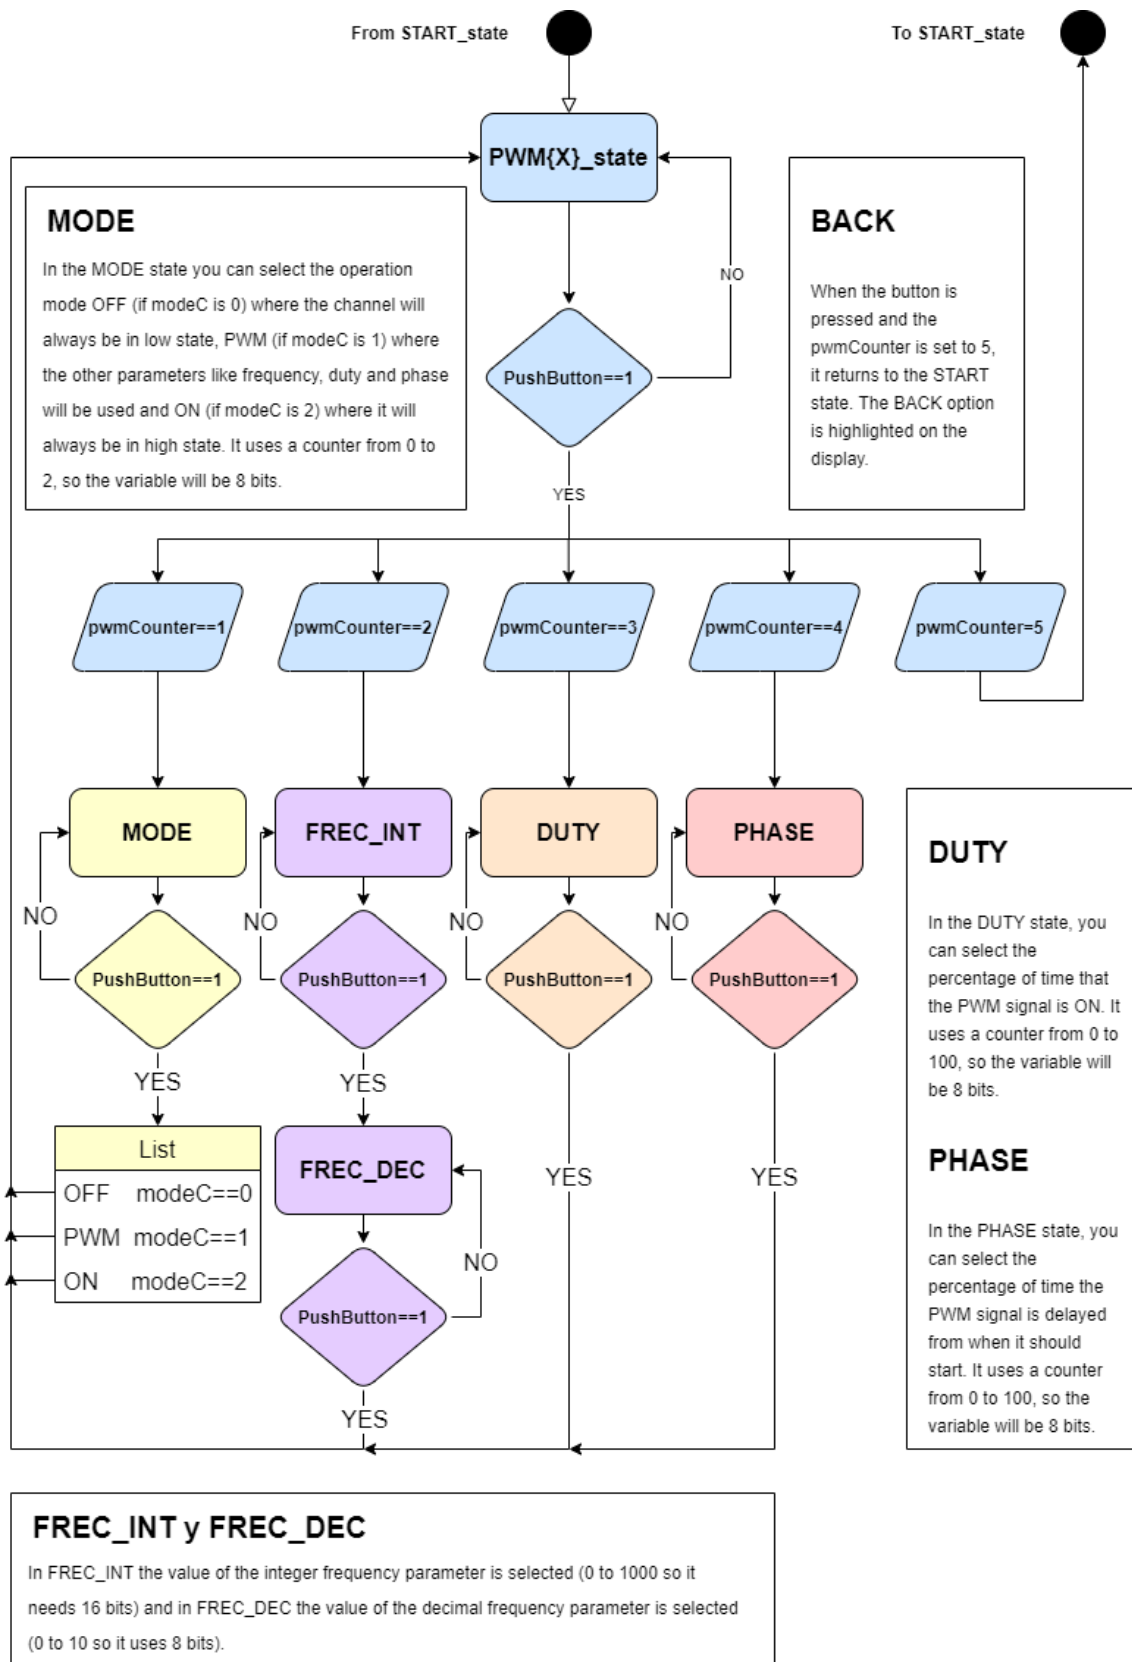 From START_state
To START_state
PWM{X}_state
MODE
In the MODE state you can select the operation
mode OFF (if modeC is 0) where the channel will
always be in low state, PWM (if modeC is 1) where
the other parameters like frequency, duty and phase
will be used and ON (if modeC is 2) where it will
always be in high state. It uses a counter from 0 to
2, so the variable will be 8 bits.
BACK
When the button is
pressed and the
pwmCounter is set to 5,
it returns to the START
state. The BACK option
is highlighted on the
display.
NO
PushButton==1
YES
pwmCounter==1
pwmCounter==2
pwmCounter==3
pwmCounter==4
pwmCounter=5
MODE
FREC_INT
DUTY
PHASE
NO
NO
NO
NO
PushButton==1
PushButton==1
PushButton==1
PushButton==1
YES
YES
List
OFF modeC==0
PWM modeC==1
ON modeC==2
FREC_DEC
YES
YES
NO
PushButton==1
YES
DUTY
In the DUTY state, you
can select the
percentage of time that
the PWM signal is ON. It
uses a counter from 0 to
100, so the variable will
be 8 bits.
PHASE
In the PHASE state, you
can select the
percentage of time the
PWM signal is delayed
from when it should
start. It uses a counter
from 0 to 100, so the
variable will be 8 bits.
FREC_INT y FREC_DEC
In FREC_INT the value of the integer frequency parameter is selected (0 to 1000 so it
needs 16 bits) and in FREC_DEC the value of the decimal frequency parameter is selected
(0 to 10 so it uses 8 bits).